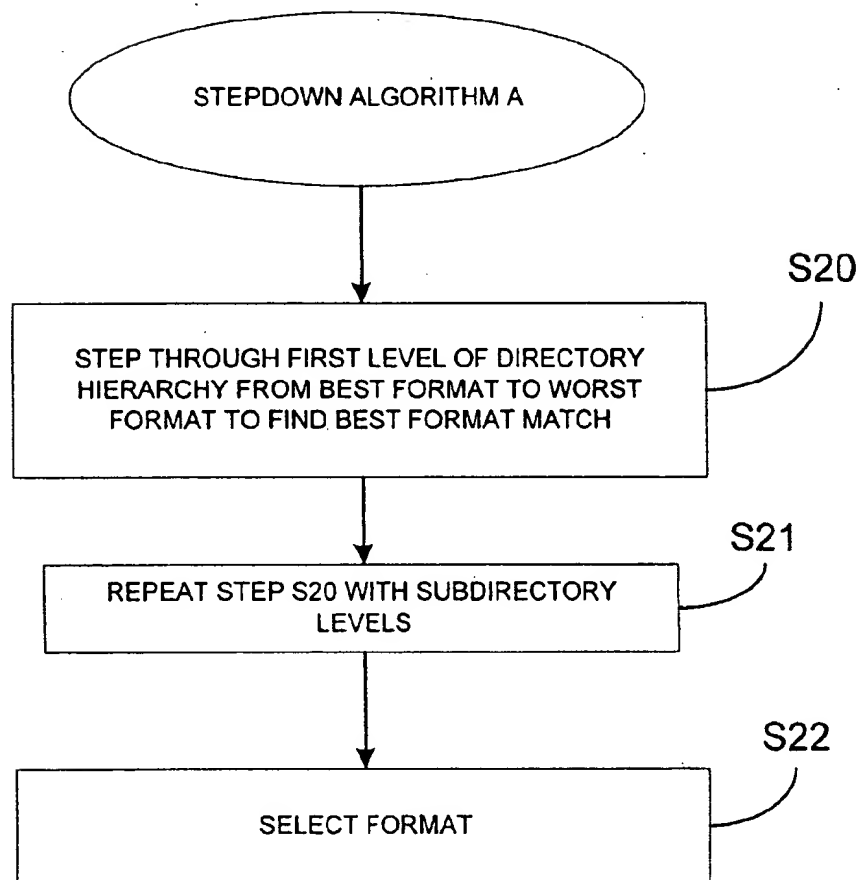 STEPDOWN ALGORITHM A
S20
STEP THROUGH FIRST LEVEL OF DIRECTORY
HIERARCHY FROM BEST FORMAT TO WORST
FORMAT TO FIND BEST FORMAT MATCH
S21
REPEAT STEP S20 WITH SUBDIRECTORY
LEVELS
S22
SELECT FORMAT